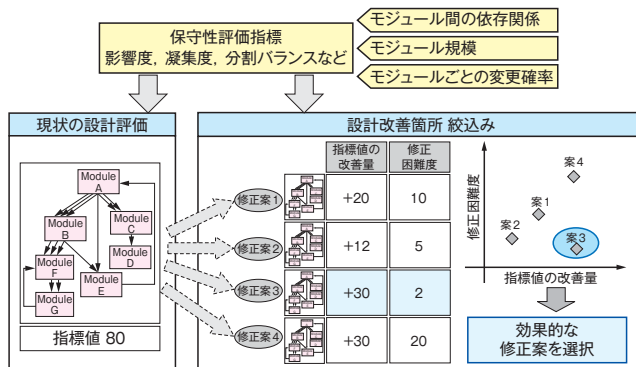 保守性評価指標
影響度，凝集度，分割バランスなど
モジュール間の依存関係
モジュール規模
モジュールごとの変更確率
現状の設計評価
Module
A
Module
B
Module
C
Module
D
Module
F
Module
E
Module
G
指標値 80
設計改善箇所 絞込み
指標値の
改善量
修正
困難度
修正案1
+20
10
修正案2
+12
5
修正案3
+30
2
修正案4
+30
20
修正困難度
案4
案1
案2
案3
指標値の改善量
効果的な
修正案を選択